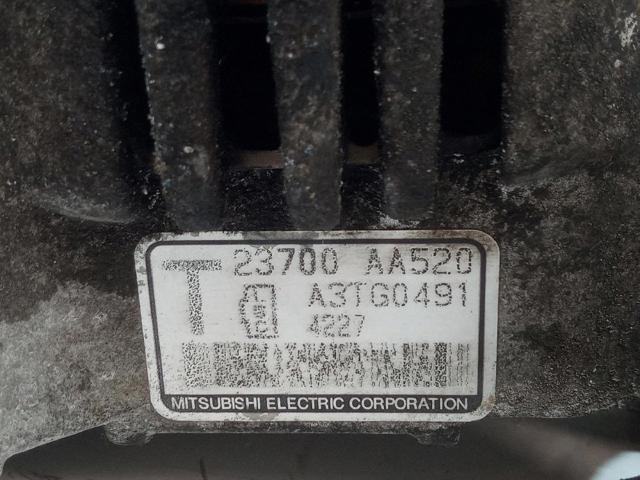 T 23700 AA520
A3TG0491
4227
MITSUBISHI ELECTRIC CORPORATION